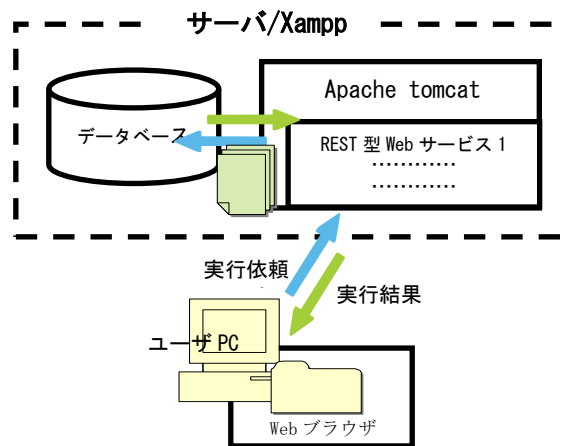 サーバ/Xampp
Apache tomcat
データベース
REST 型 Web サービス 1
…………
…………
実行依頼
実行結果
ユーザ PC
Web ブラウザ